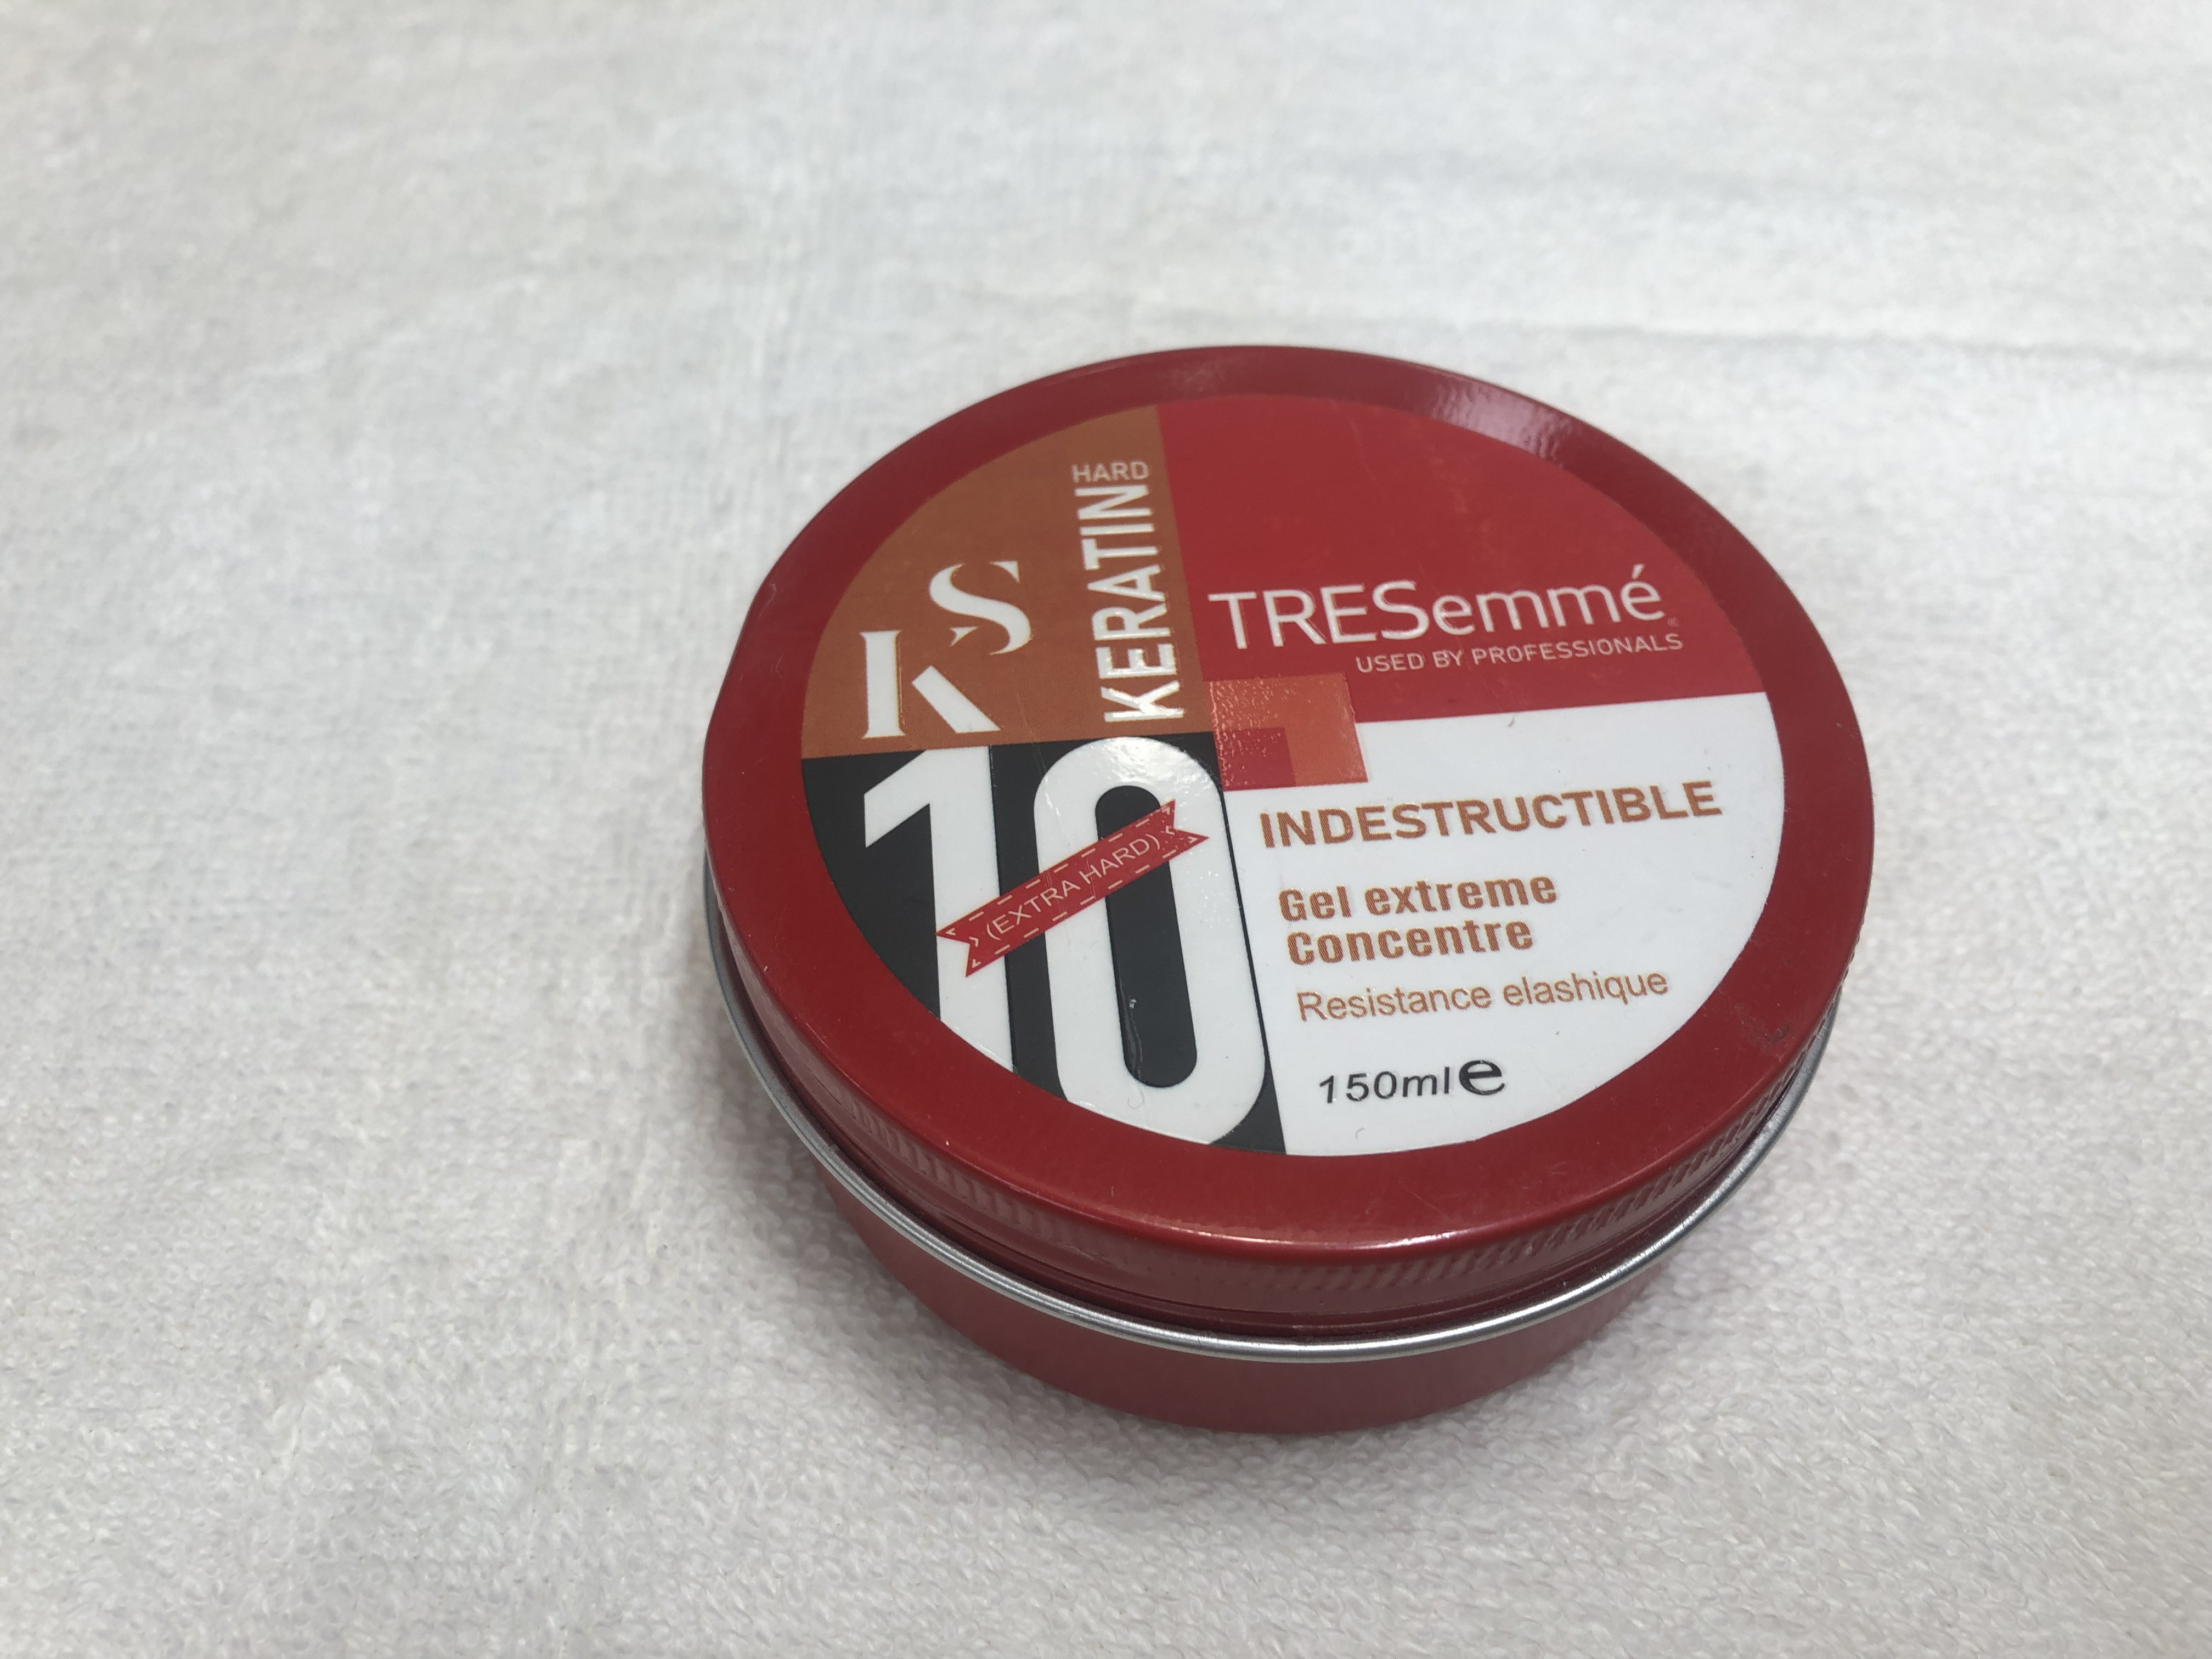 KS
KERATIN
HARD
TRESemmé
USED BY PROFESSIONALS
10
(EXTRA HARD)
INDESTRUCTIBLE
Gel extreme
Concentre
Resistance elashique
150ml e